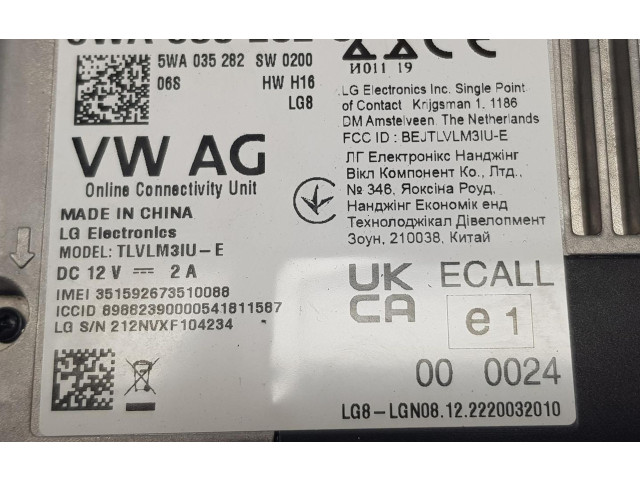 5WA 035 282
5WA 035 282 SW 0200
06S HW H16
LG8
VW AG
Online Connectivity Unit
MADE IN CHINA
LG Electronics
MODEL: TLVLM3IU-E
DC 12 V 2 A
IMEI 351592673510088
ICCID 89882390000541811587
LG S/N 212NVXF104234
CE
И011 19
LG Electronics Inc. Single Point
of Contact Krijgsman 1, 1186
DM Amstelveen, The Netherlands
FCC ID : BEJTLVLM3IU-E
ЛГ Електронікс Нанджінг
Вікл Компонент Ко., Лтд.,
№ 346, Яоксіна Роуд,
Нанджінг Економік енд
Технолоджікал Дівелопмент
Зоун, 210038, Китай
UK
CA
ECALL
e 1
00 0024
LG8-LGN08.12.2220032010